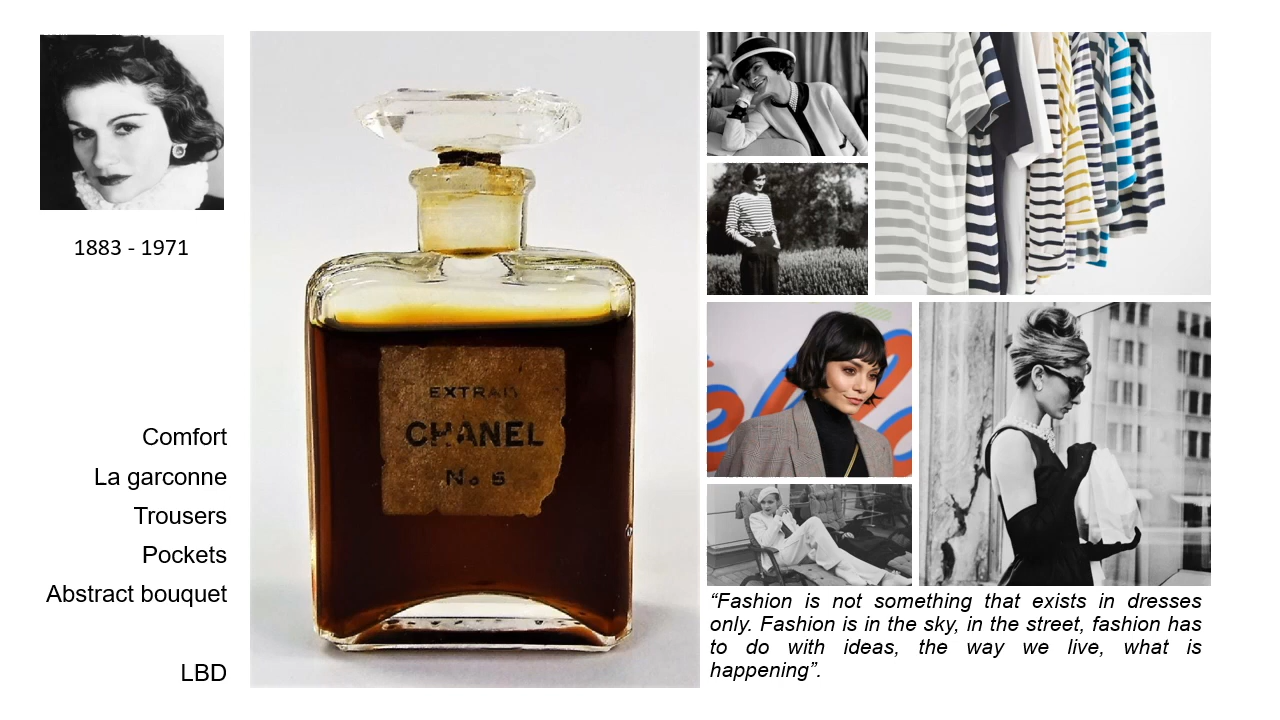 1883 - 1971
Comfort
La garconne
Trousers
Pockets
Abstract bouquet
LBD
EXTRAIT
CHANEL
No 5
“Fashion is not something that exists in dresses
only. Fashion is in the sky, in the street, fashion has
to do with ideas, the way we live, what is
happening”.